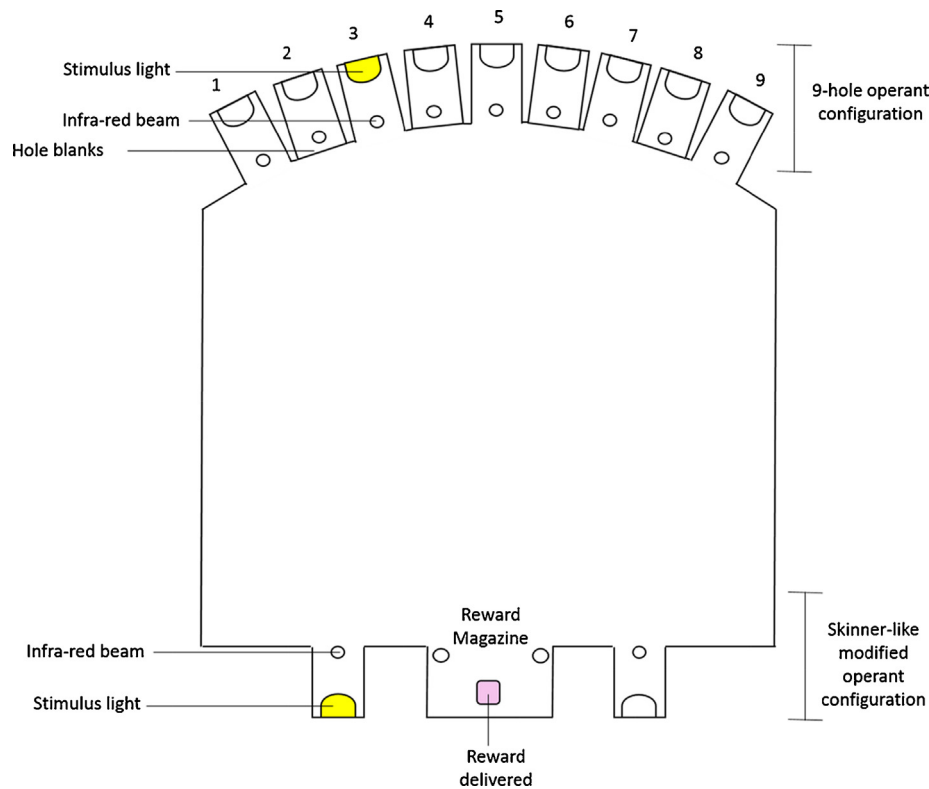 1
2
3
4
5
6
7
8
9
Stimulus light
Infra-red beam
Hole blanks
9-hole operant
configuration
Reward
Magazine
Infra-red beam
Stimulus light
Skinner-like
modified
operant
configuration
Reward
delivered